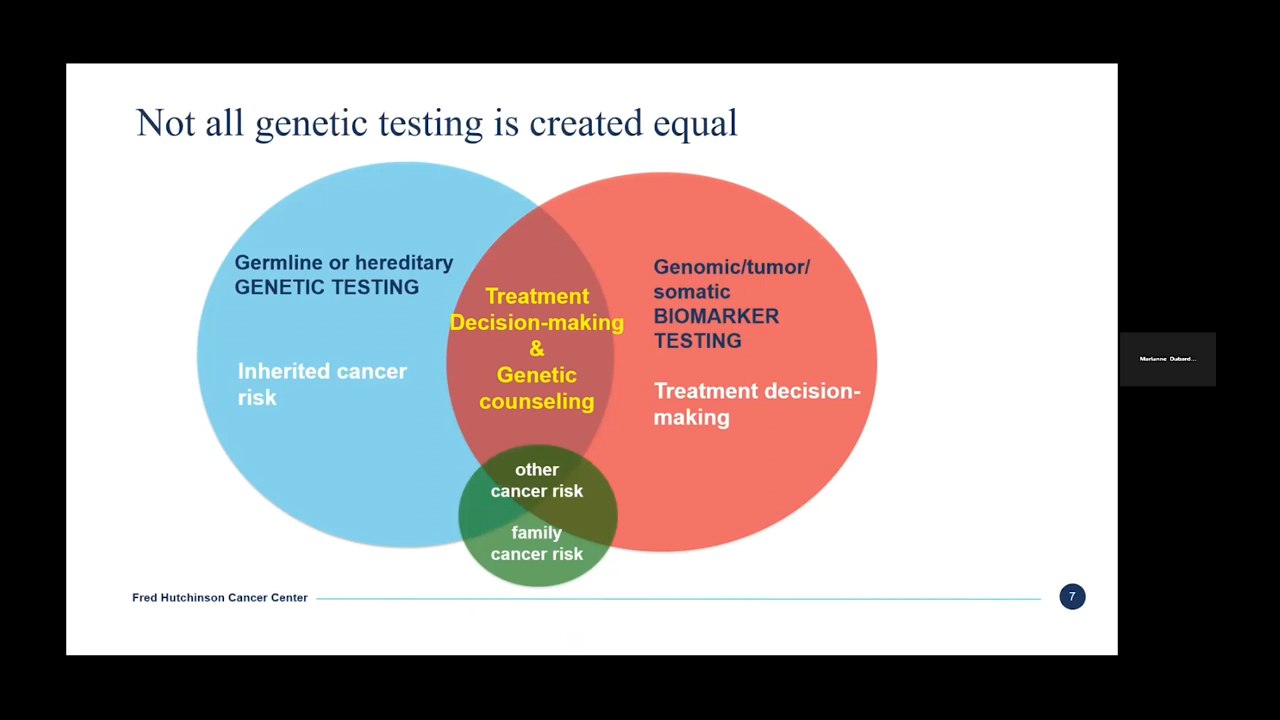 Not all genetic testing is created equal
Germline or hereditary
GENETIC TESTING
Inherited cancer
risk
Treatment
Decision-making
&
Genetic
counseling
Genomic/tumor/
somatic
BIOMARKER
TESTING
Treatment decision-
making
other
cancer risk
family
cancer risk
Fred Hutchinson Cancer Center
7
Marianne Dubard...